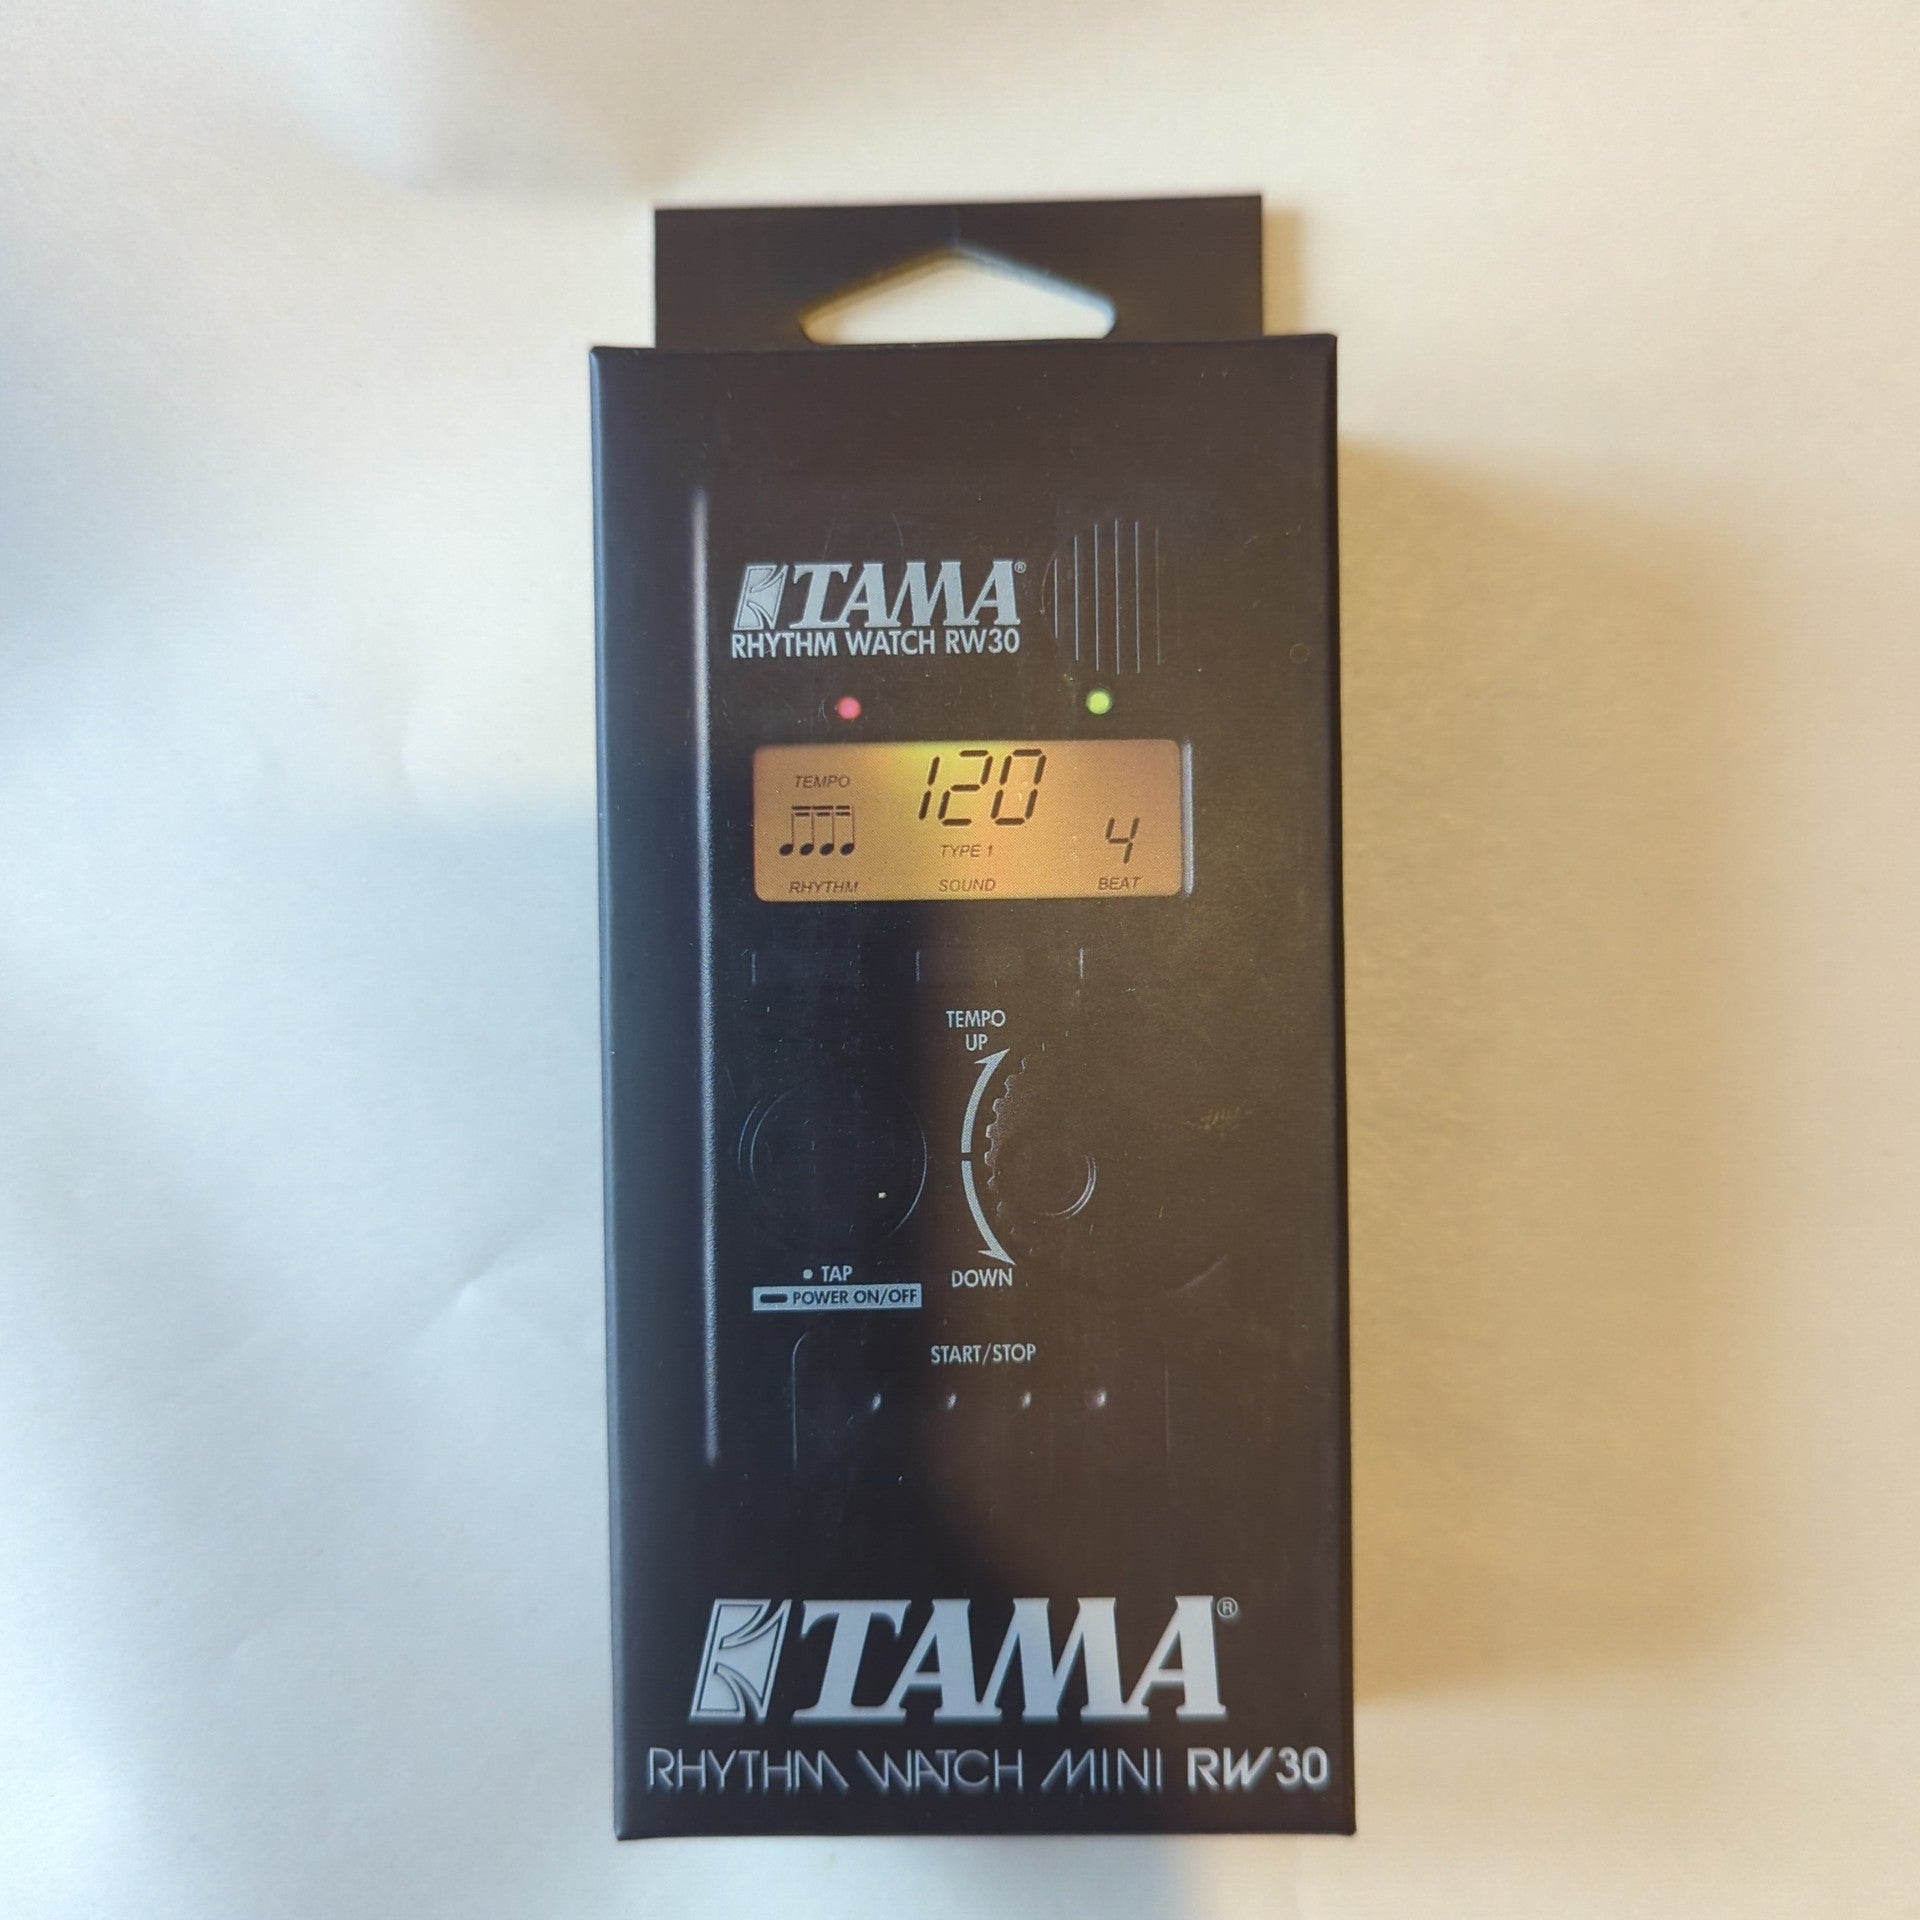 TAMA®
RHYTHM WATCH RW30
TEMPO 120
TYPE 1 4
RHYTHM SOUND BEAT
TEMPO
UP
DOWN
• TAP
POWER ON/OFF
START/STOP
TAMA®
RHYTHM WATCH MINI RW30